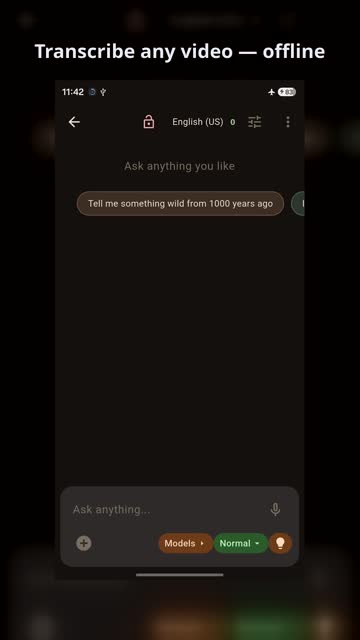 Transcribe any video — offline
11:42
83
English (US) 0
Ask anything you like
Tell me something wild from 1000 years ago
Ask anything...
Models
Normal